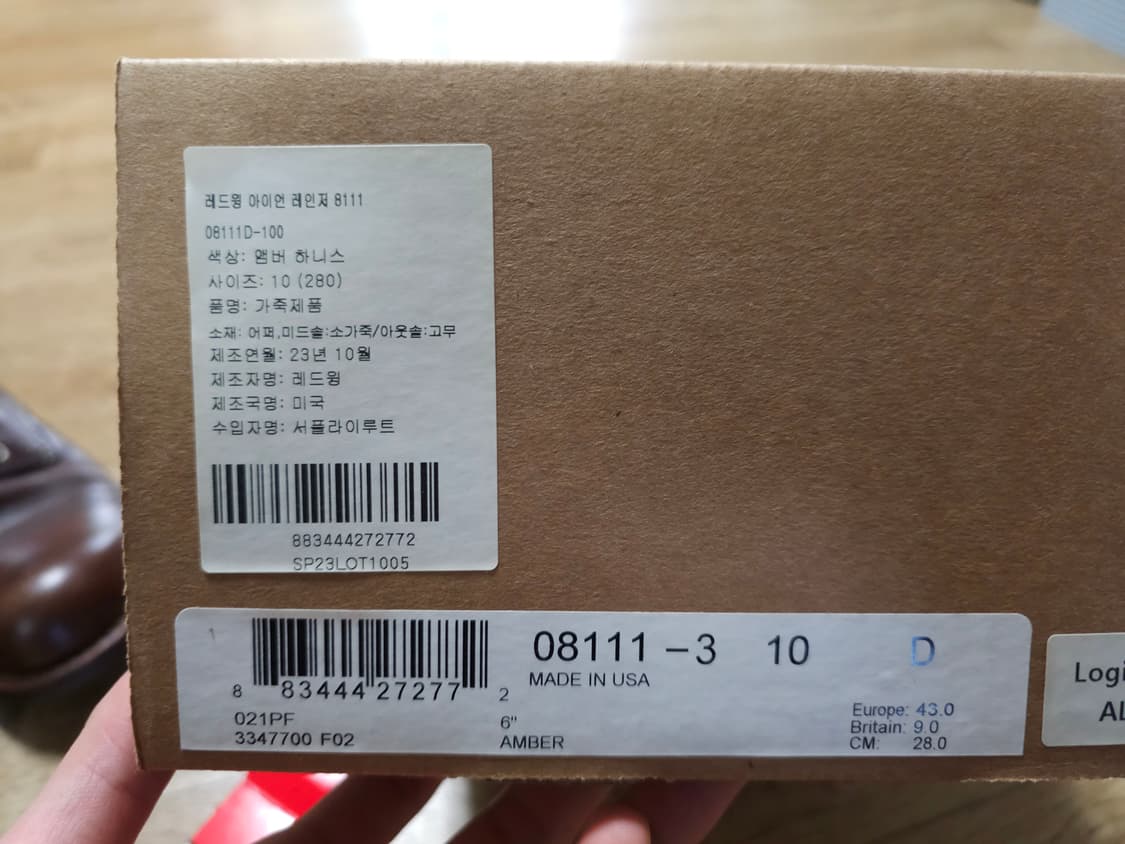 레드윙 아이언 레인저 8111
08111D-100
색상: 앰버 하니스
사이즈: 10 (280)
품명: 가죽제품
소재: 어퍼,미드솔:소가죽/아웃솔:고무
제조연월: 23년 10월
제조자명: 레드윙
제조국명: 미국
수입자명: 서플라이루트
883444272772
SP23LOT1005
1
8 83444 27277 2
08111 -3 10 D
MADE IN USA
021PF
3347700 F02
6"
AMBER
Europe: 43.0
Britain: 9.0
CM: 28.0
Logi
AL